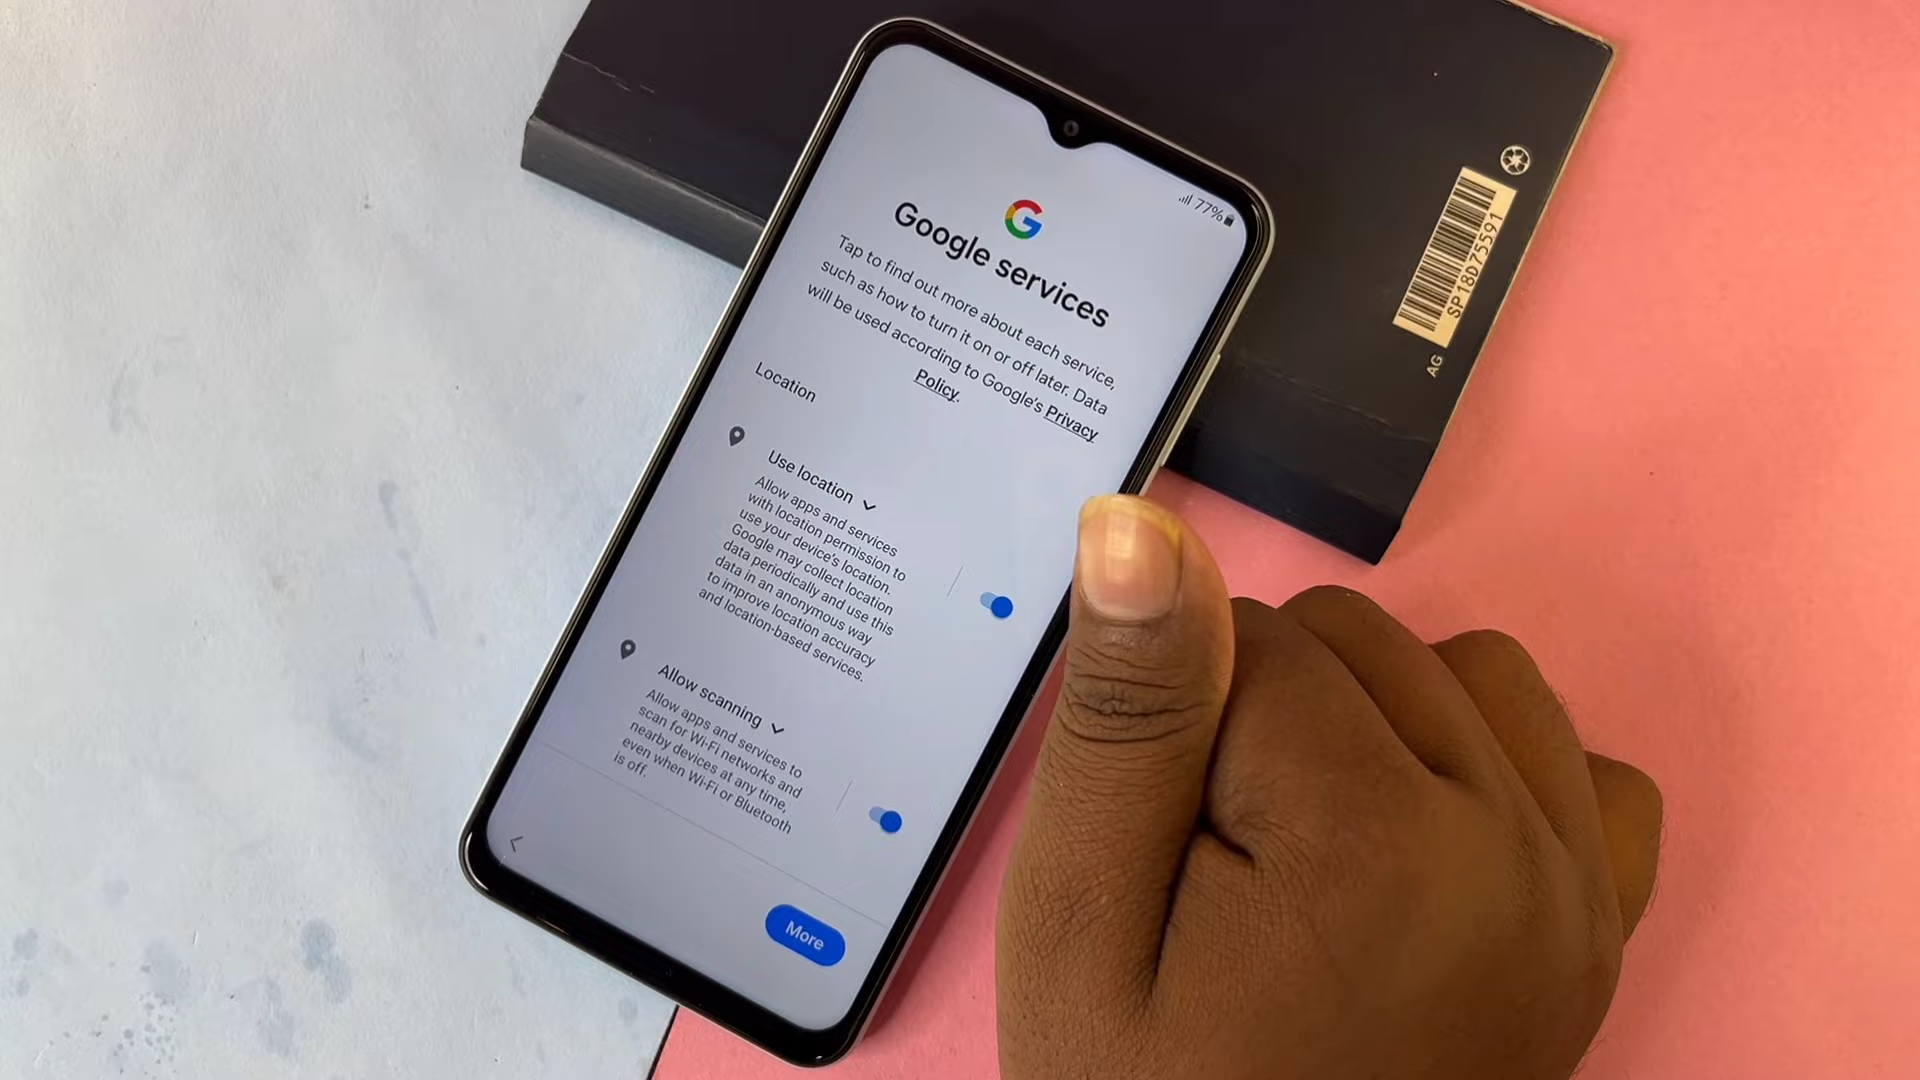 77%
Google services
Tap to find out more about each service,
such as how to turn it on or off later. Data
will be used according to Google's Privacy
Policy.
Location
Use location
Allow apps and services
with location permission to
use your device's location.
Google may collect location
data periodically and use this
data in an anonymous way
to improve location accuracy
and location-based services.
Allow scanning
Allow apps and services to
scan for Wi-Fi networks and
nearby devices at any time,
even when Wi-Fi or Bluetooth
is off.
More
SP18D75591
AG